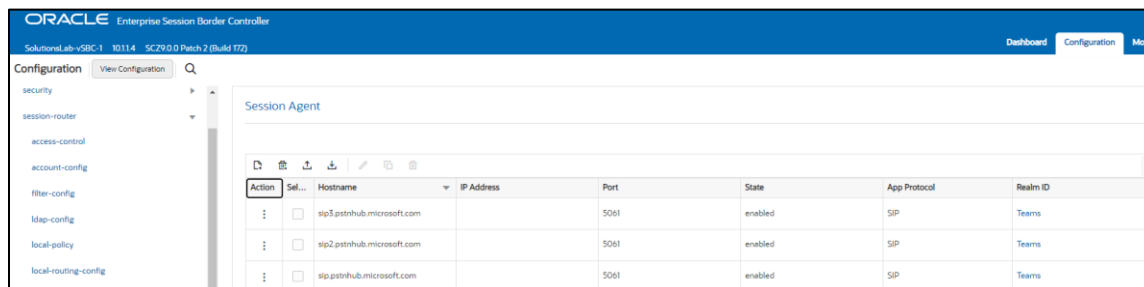 ORACLE Enterprise Session Border Controller
SolutionsLab-vSBC-1 10.1.1.4 SCZ9.0.0 Patch 2 (Build 172)
Dashboard Configuration Mo
Configuration View Configuration
security
session-router
access-control
account-config
filter-config
ldap-config
local-policy
local-routing-config
Session Agent
Action Sel... Hostname IP Address Port State App Protocol Realm ID
sip3.pstnhub.microsoft.com 5061 enabled SIP Teams
sip2.pstnhub.microsoft.com 5061 enabled SIP Teams
sip.pstnhub.microsoft.com 5061 enabled SIP Teams